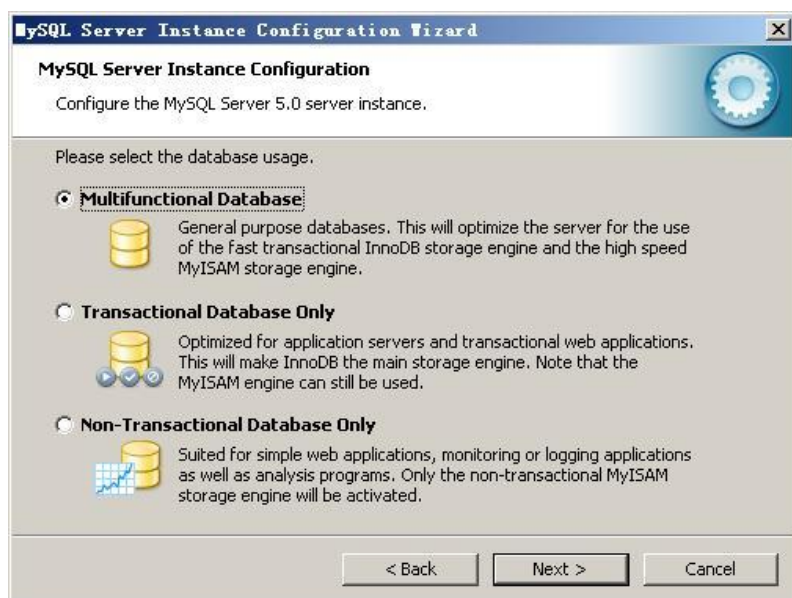 MySQL Server Instance Configuration Wizard
MySQL Server Instance Configuration
Configure the MySQL Server 5.0 server instance.
Please select the database usage.
Multifunctional Database
General purpose databases. This will optimize the server for the use
of the fast transactional InnoDB storage engine and the high speed
MyISAM storage engine.
Transactional Database Only
Optimized for application servers and transactional web applications.
This will make InnoDB the main storage engine. Note that the
MyISAM engine can still be used.
Non-Transactional Database Only
Suited for simple web applications, monitoring or logging applications
as well as analysis programs. Only the non-transactional MyISAM
storage engine will be activated.
< Back Next > Cancel